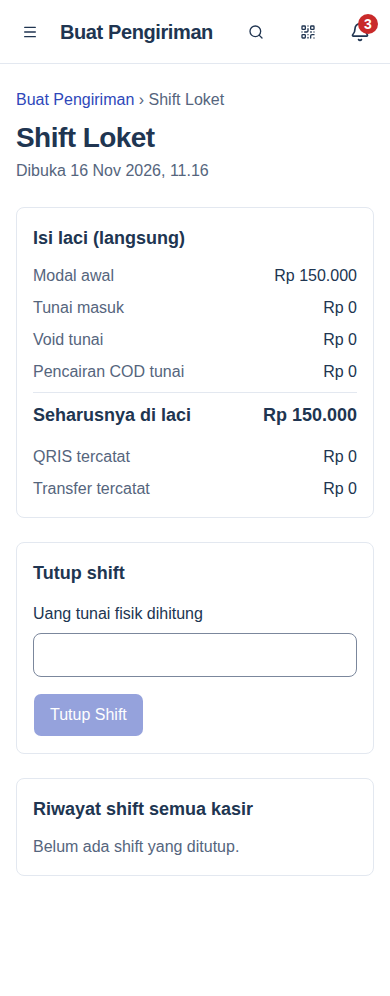 Buat Pengiriman
3
Buat Pengiriman › Shift Loket
Shift Loket
Dibuka 16 Nov 2026, 11.16
Isi laci (langsung)
Modal awal Rp 150.000
Tunai masuk Rp 0
Void tunai Rp 0
Pencairan COD tunai Rp 0
Seharusnya di laci Rp 150.000
QRIS tercatat Rp 0
Transfer tercatat Rp 0
Tutup shift
Uang tunai fisik dihitung
Tutup Shift
Riwayat shift semua kasir
Belum ada shift yang ditutup.